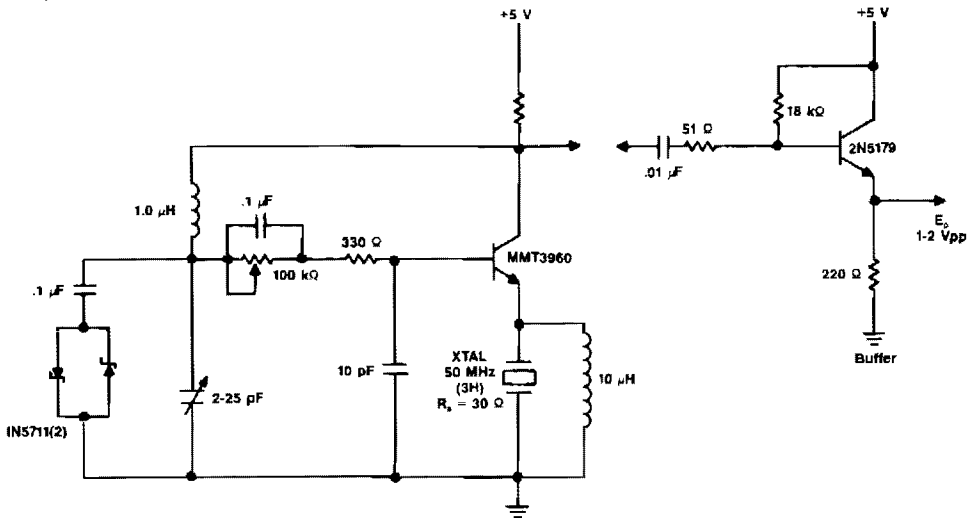 +5 V
+5 V
18 kΩ
51 Ω
2N5179
.01 μF
1.0 μH
.1 μF
330 Ω
100 kΩ
MMT3960
E₀
1-2 Vpp
.1 μF
220 Ω
XTAL
50 MHz
(3H)
Rₛ = 30 Ω
10 pF
10 μH
Buffer
2-25 pF
IN5711(2)